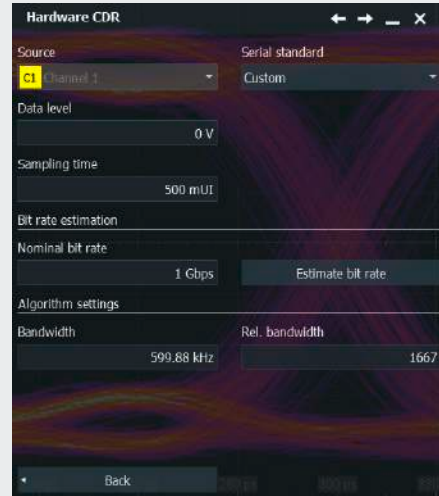 Hardware CDR
Source Serial standard
C1 Channel 1 Custom
Data level
0 V
Sampling time
500 mUI
Bit rate estimation
Nominal bit rate
1 Gbps Estimate bit rate
Algorithm settings
Bandwidth Rel. bandwidth
599.88 kHz 1667
Back